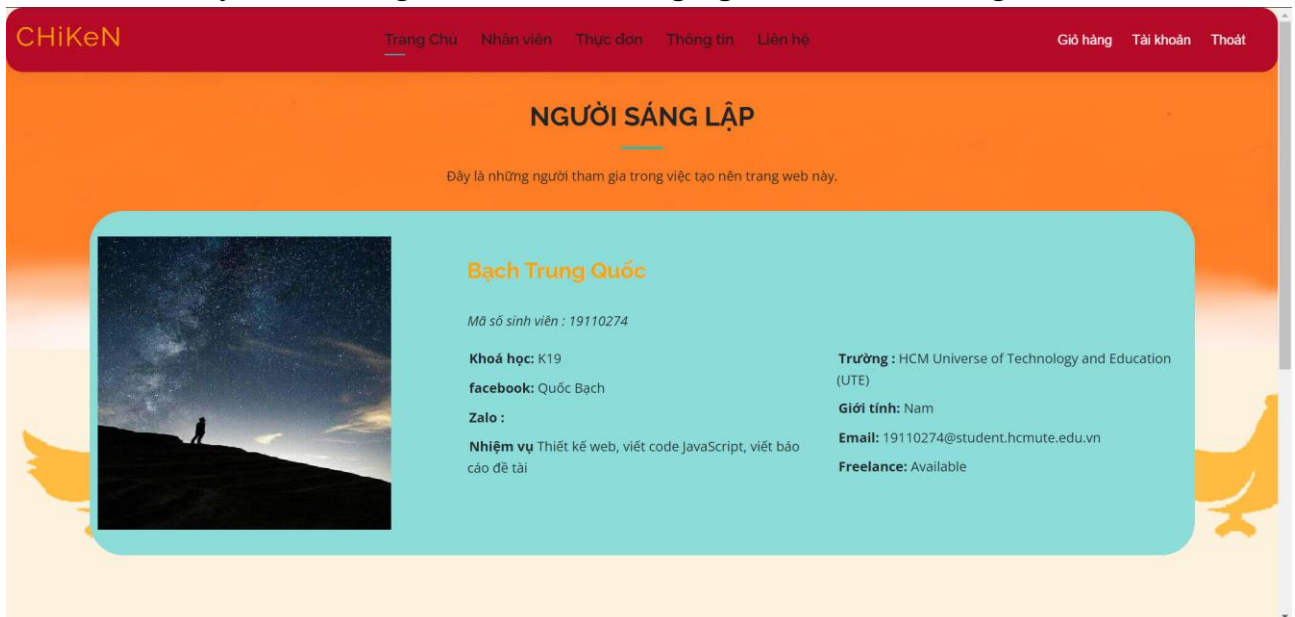 CHiKeN
Trang Chủ Nhân viên Thực đơn Thông tin Liên hệ
Giỏ hàng Tài khoản Thoát
NGƯỜI SÁNG LẬP
Đây là những người tham gia trong việc tạo nên trang web này.
Bạch Trung Quốc
Mã số sinh viên : 19110274
Khoá học: K19
facebook: Quốc Bạch
Zalo :
Nhiệm vụ Thiết kế web, viết code JavaScript, viết báo
cáo đề tài
Trường : HCM Universe of Technology and Education
(UTE)
Giới tính: Nam
Email: 19110274@student.hcmute.edu.vn
Freelance: Available